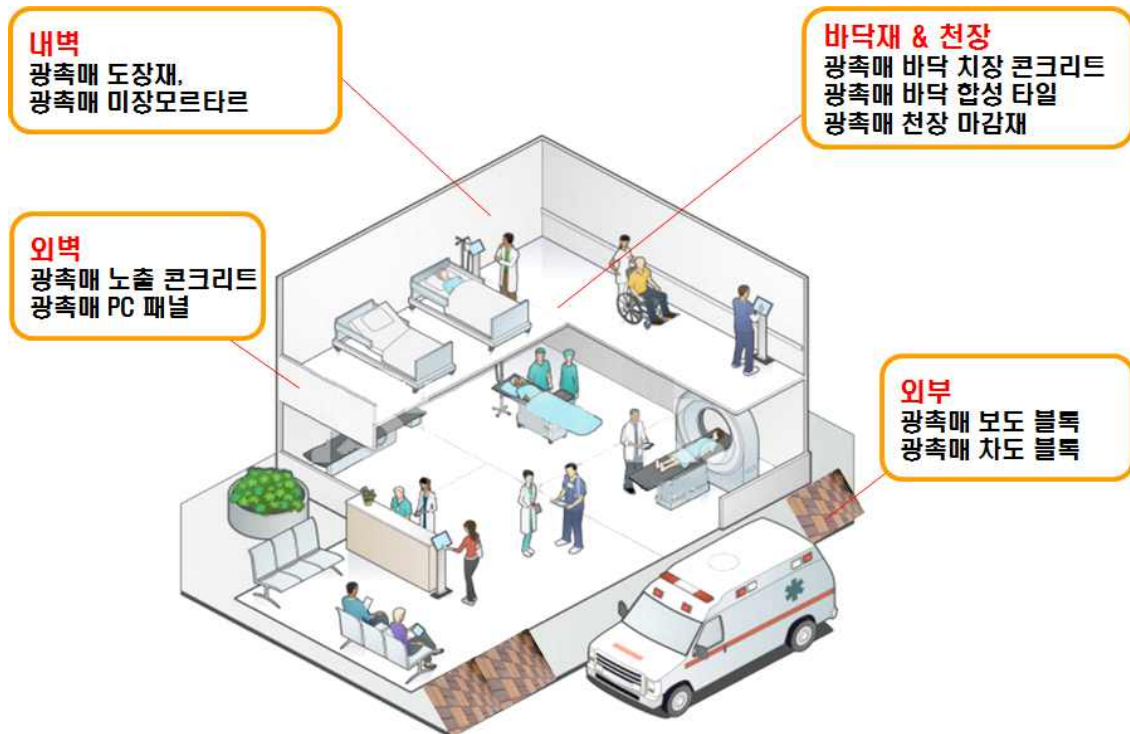 내벽
광촉매 도장재,
광촉매 미장모르타르
바닥재 & 천장
광촉매 바닥 치장 콘크리트
광촉매 바닥 합성 타일
광촉매 천장 마감재
외벽
광촉매 노출 콘크리트
광촉매 PC 패널
외부
광촉매 보도 블톡
광촉매 차도 블톡